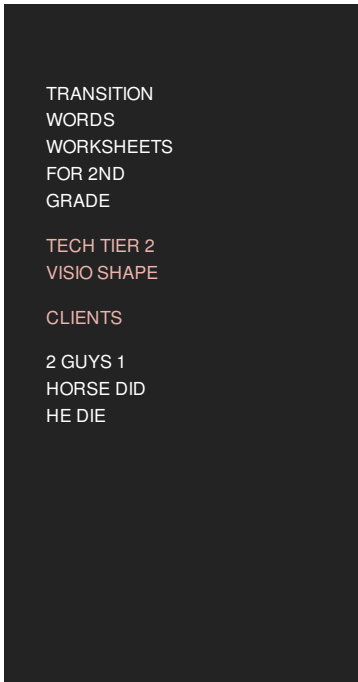 TRANSITION
WORDS
WORKSHEETS
FOR 2ND
GRADE
TECH TIER 2
VISIO SHAPE
CLIENTS
2 GUYS 1
HORSE DID
HE DIE